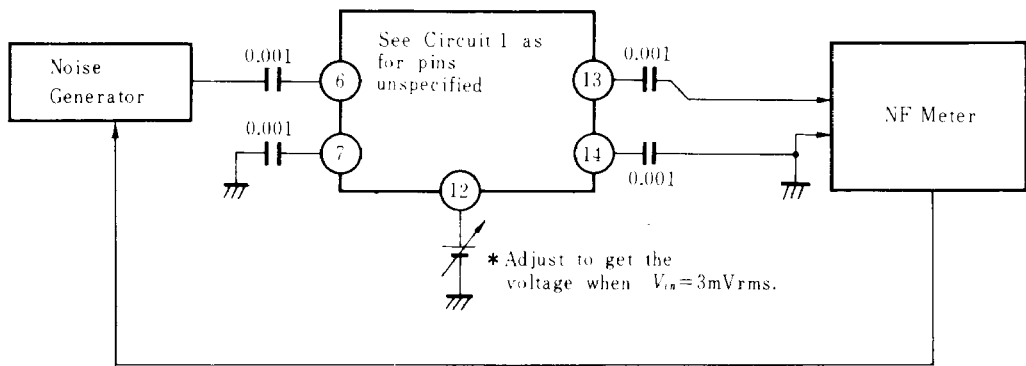 Noise
Generator
0.001
6
See Circuit 1 as
for pins
unspecified
13
0.001
NF Meter
0.001
7
14
0.001
12
* Adjust to get the
voltage when Vin=3mVrms.